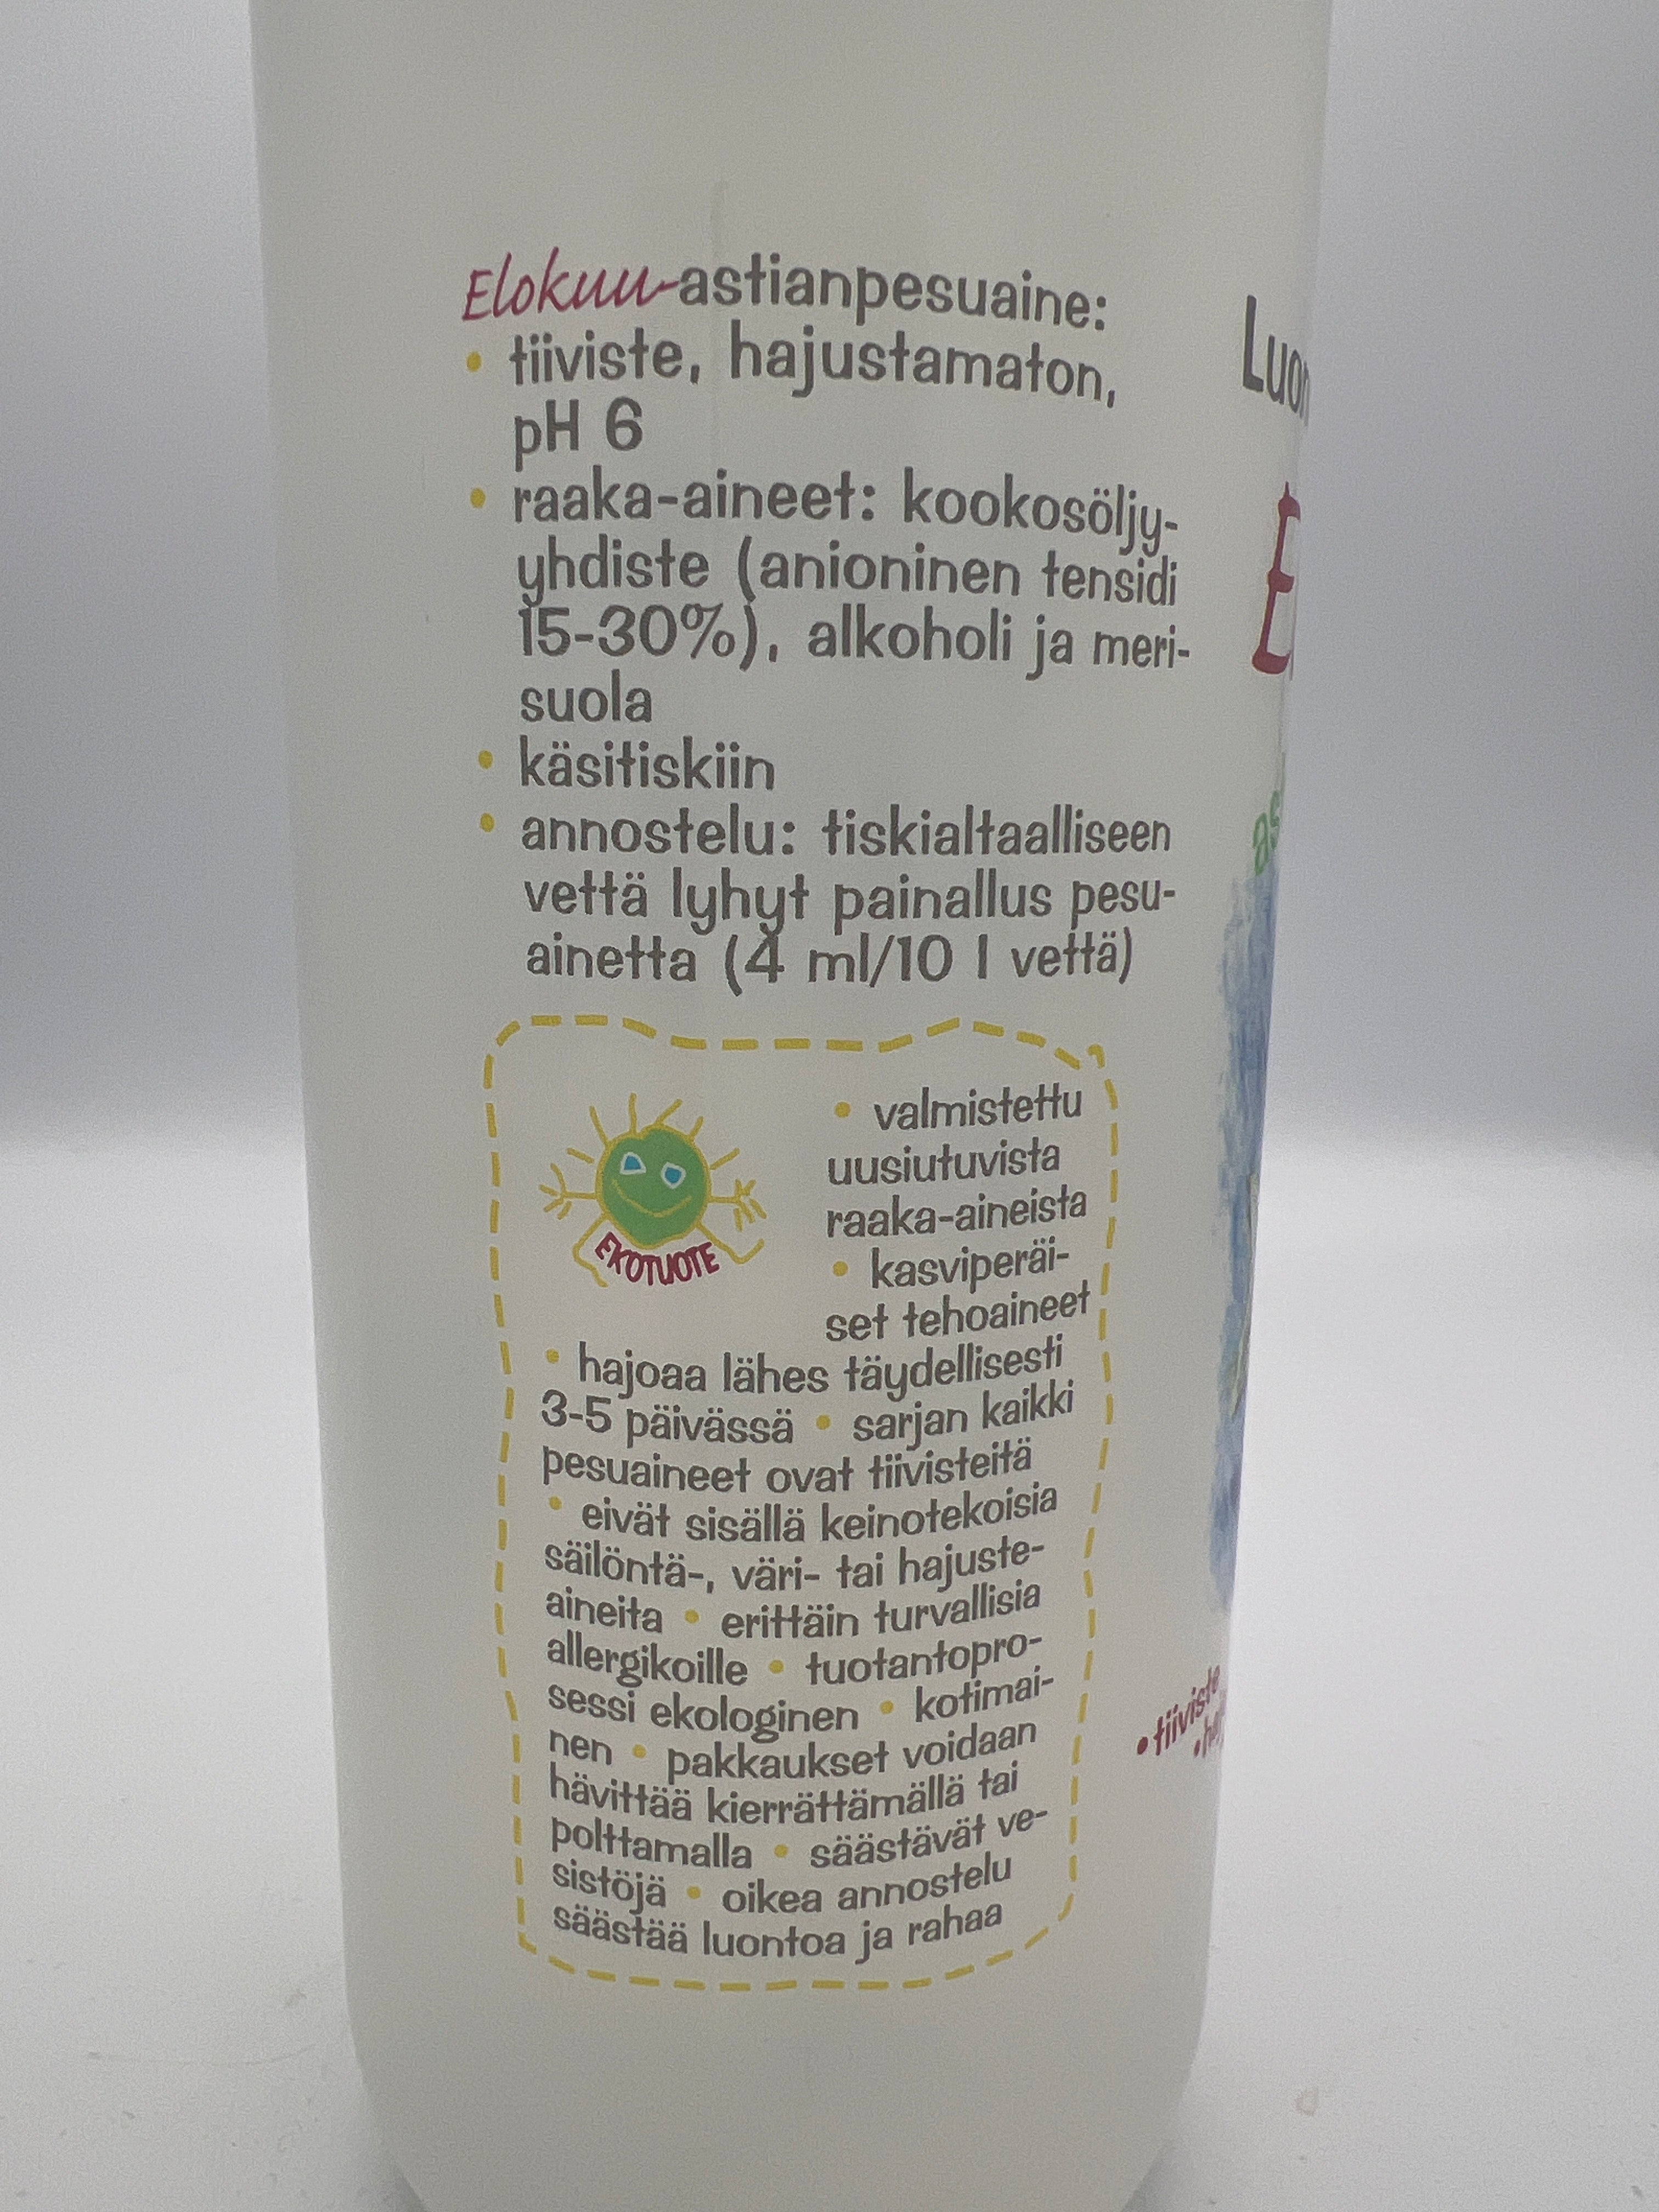 Elokuu-astianpesuaine:
• tiiviste, hajustamaton,
pH 6
• raaka-aineet: kookosöljy-
yhdiste (anioninen tensidi
15-30%), alkoholi ja meri-
suola
• käsitiskiin
• annostelu: tiskialtaalliseen
vettä lyhyt painallus pesu-
ainetta (4 ml/10 l vettä)
EKOTUOTE
• valmistettu
uusiutuvista
raaka-aineista
• kasviperäi-
set tehoaineet
• hajoaa lähes täydellisesti
3-5 päivässä • sarjan kaikki
pesuaineet ovat tiivisteitä
• eivät sisällä keinotekoisia
säilöntä-, väri- tai hajuste-
aineita • erittäin turvallisia
allergikoille • tuotantopro-
sessi ekologinen • kotimai-
nen • pakkaukset voidaan
hävittää kierrättämällä tai
polttamalla • säästävät ve-
sistöjä • oikea annostelu
säästää luontoa ja rahaa
• tiiviste